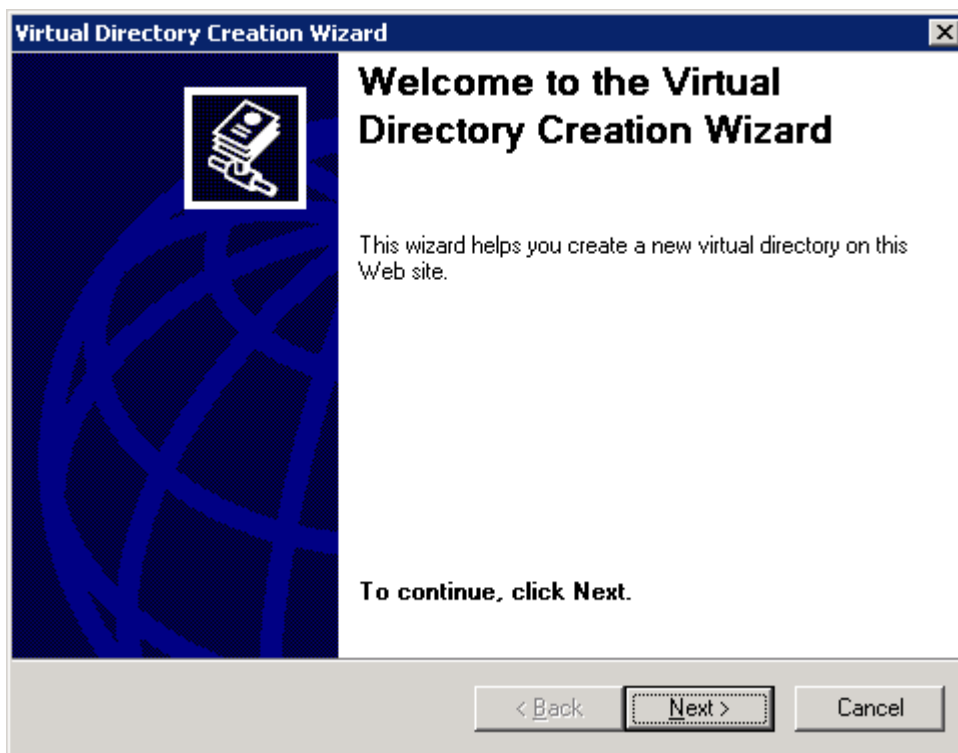 Virtual Directory Creation Wizard
Welcome to the Virtual
Directory Creation Wizard
This wizard helps you create a new virtual directory on this
Web site.
To continue, click Next.
< Back
Next >
Cancel